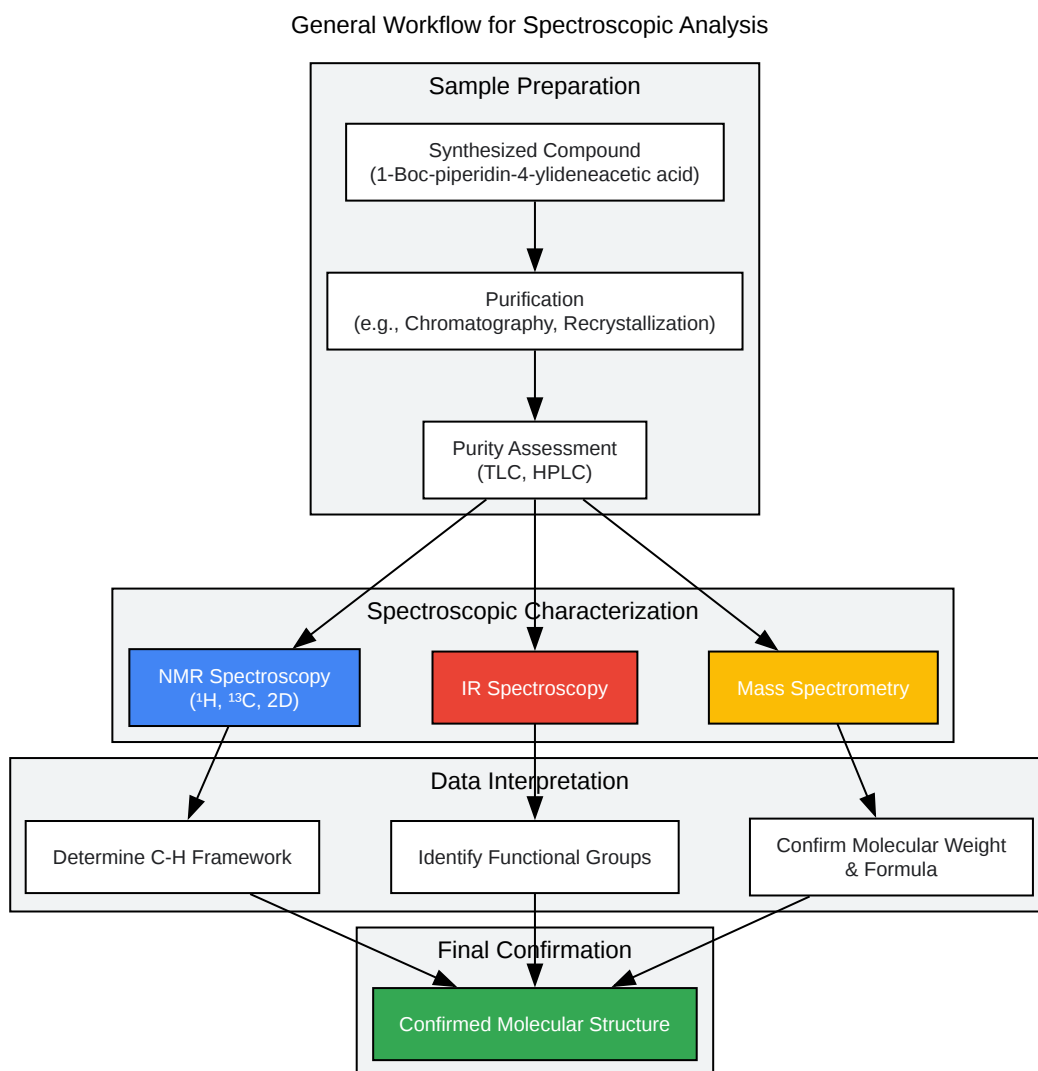 General Workflow for Spectroscopic Analysis
Sample Preparation
Synthesized Compound
(1-Boc-piperidin-4-ylideneacetic acid)
Purification
(e.g., Chromatography, Recrystallization)
Purity Assessment
(TLC, HPLC)
Spectroscopic Characterization
NMR Spectroscopy
(¹H, ¹³C, 2D)
IR Spectroscopy
Mass Spectrometry
Data Interpretation
Determine C-H Framework
Identify Functional Groups
Confirm Molecular Weight
& Formula
Final Confirmation
Confirmed Molecular Structure